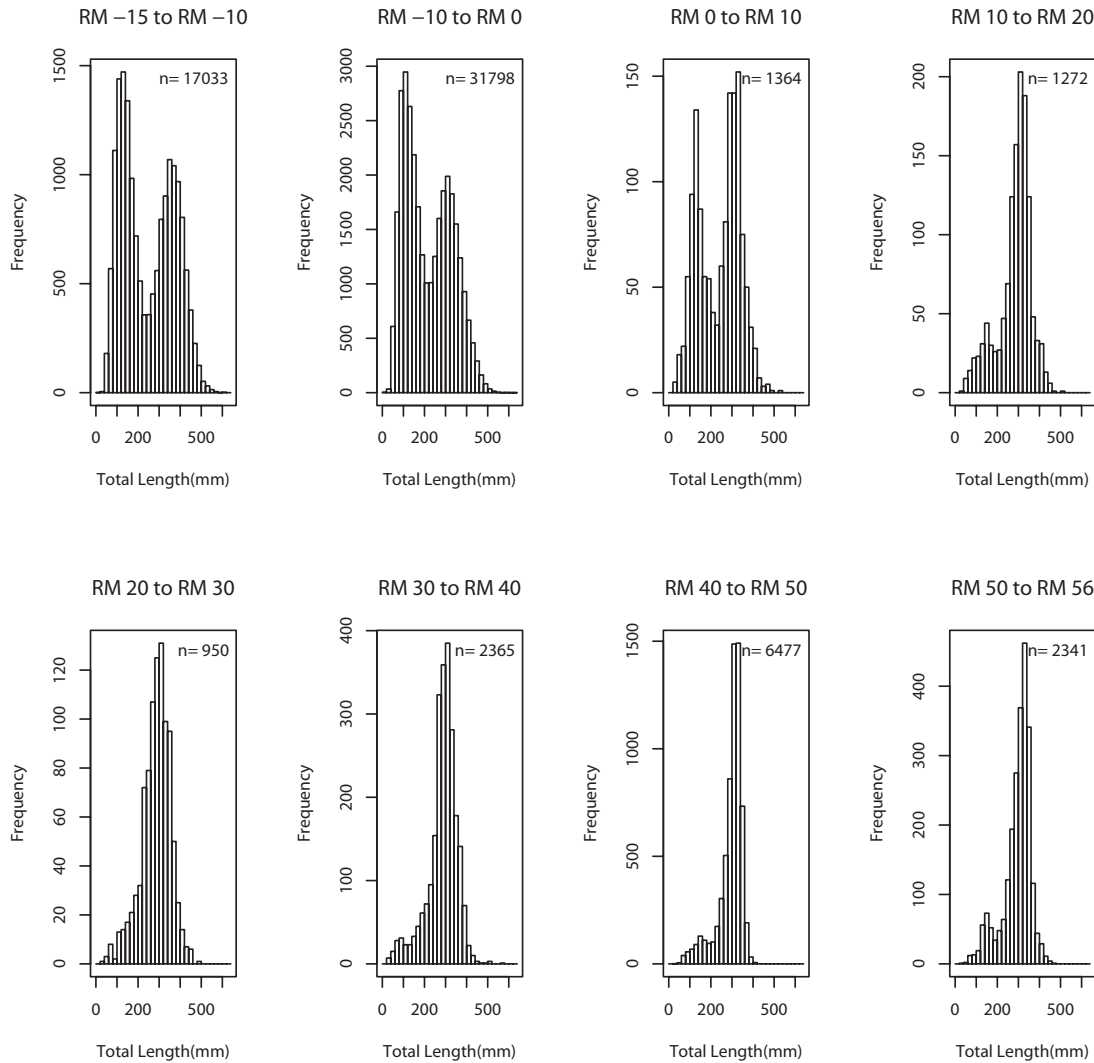 RM −15 to RM −10
n= 17033
Frequency
0 500 1000 1500
0 200 500
Total Length(mm)
RM −10 to RM 0
n= 31798
Frequency
0 500 1000 1500 2000 2500 3000
0 200 500
Total Length(mm)
RM 0 to RM 10
n= 1364
Frequency
0 50 100 150
0 200 500
Total Length(mm)
RM 10 to RM 20
n= 1272
Frequency
0 50 100 150 200
0 200 500
Total Length(mm)
RM 20 to RM 30
n= 950
Frequency
0 20 40 60 80 100 120
0 200 500
Total Length(mm)
RM 30 to RM 40
n= 2365
Frequency
0 100 200 300 400
0 200 500
Total Length(mm)
RM 40 to RM 50
n= 6477
Frequency
0 500 1000 1500
0 200 500
Total Length(mm)
RM 50 to RM 56
n= 2341
Frequency
0 100 200 300 400
0 200 500
Total Length(mm)